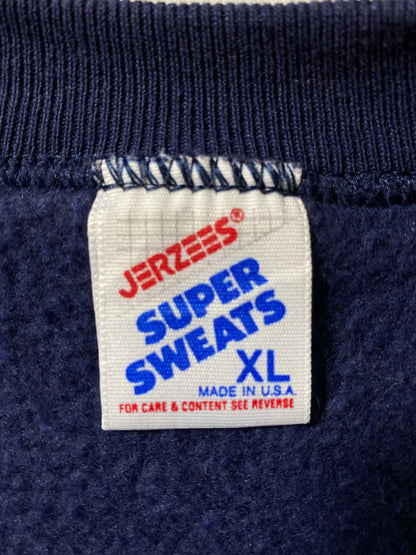 JERZEES®
SUPER
SWEATS
XL
MADE IN U.S.A.
FOR CARE & CONTENT SEE REVERSE